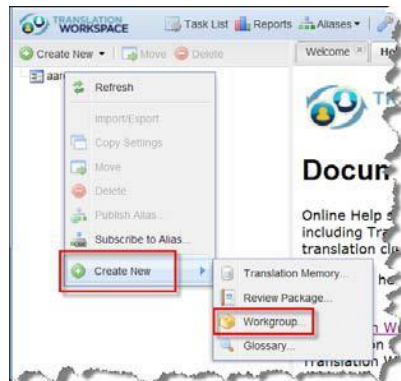 TRANSLATION WORKSPACE Task List Reports Aliases
Create New Move Delete Welcome
Refresh
Import/Export
Copy Settings
Move
Delete
Publish Alias...
Subscribe to Alias...
Create New
Translation Memory...
Review Package...
Workgroup...
Glossary...
Docum
Online Help
including
translation